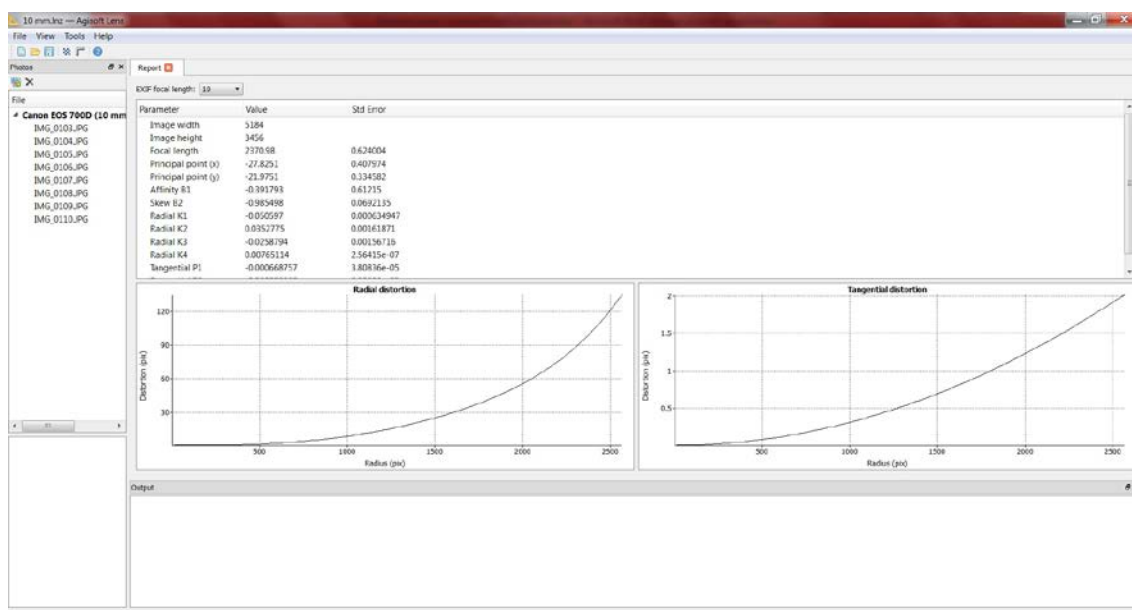 10 mm.lnz — Agisoft Lens
File View Tools Help
Photos
Report
EXIF focal length: 10
File
Parameter Value Std Error
Canon EOS 700D (10 mm
IMG_0103.JPG
IMG_0104.JPG
IMG_0105.JPG
IMG_0106.JPG
IMG_0107.JPG
IMG_0108.JPG
IMG_0109.JPG
IMG_0110.JPG
Image width 5184
Image height 3456
Focal length 2370.98 0.624004
Principal point (x) -27.8251 0.407974
Principal point (y) -21.9751 0.334582
Affinity B1 -0.391793 0.61215
Skew B2 -0.985498 0.0692135
Radial K1 -0.050597 0.000634947
Radial K2 0.0352775 0.00161871
Radial K3 -0.0258794 0.00156716
Radial K4 0.00765114 2.56415e-07
Tangential P1 -0.000668757 3.80836e-05
Radial distortion
Distortion (pix)
120
90
60
30
500 1000 1500 2000 2500
Radius (pix)
Tangential distortion
Distortion (pix)
2
1.5
1
0.5
500 1000 1500 2000 2500
Radius (pix)
Output